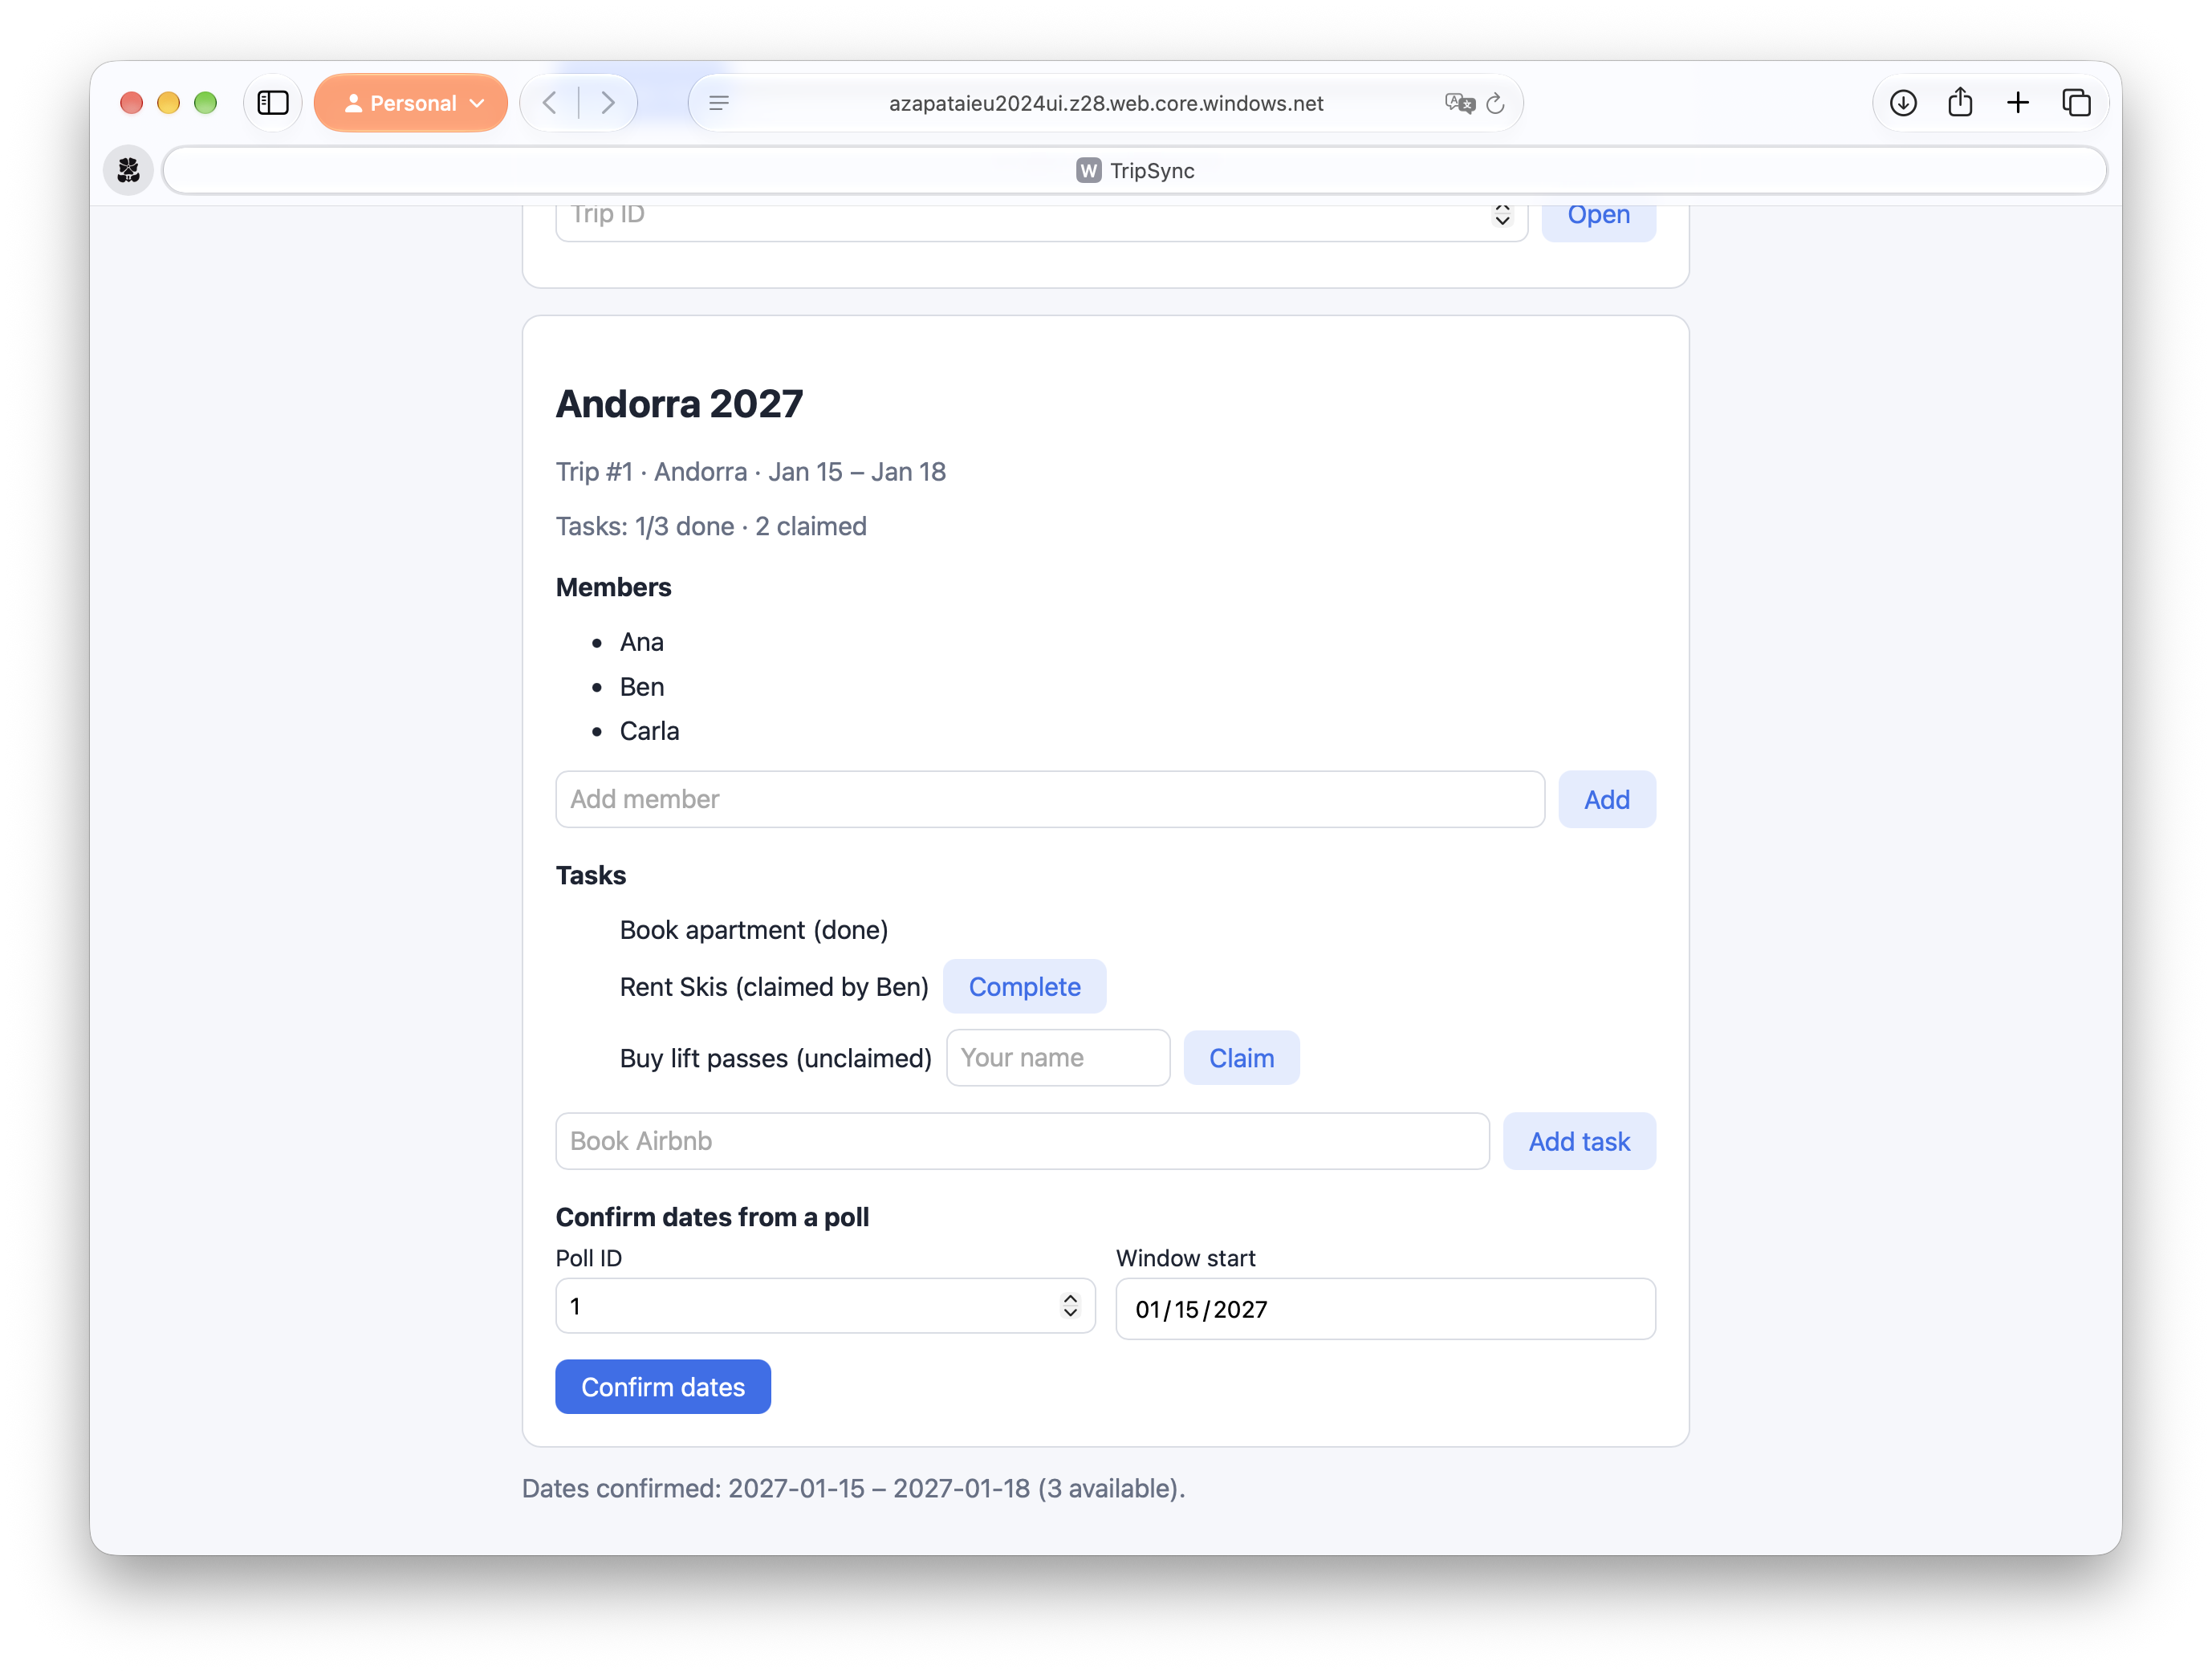 Personal
azapataieu2024ui.z28.web.core.windows.net
W TripSync
Trip ID
Open
Andorra 2027
Trip #1 · Andorra · Jan 15 – Jan 18
Tasks: 1/3 done · 2 claimed
Members
• Ana
• Ben
• Carla
Add member
Add
Tasks
Book apartment (done)
Rent Skis (claimed by Ben) Complete
Buy lift passes (unclaimed) Your name Claim
Book Airbnb
Add task
Confirm dates from a poll
Poll ID
Window start
1
01/15/2027
Confirm dates
Dates confirmed: 2027-01-15 – 2027-01-18 (3 available).